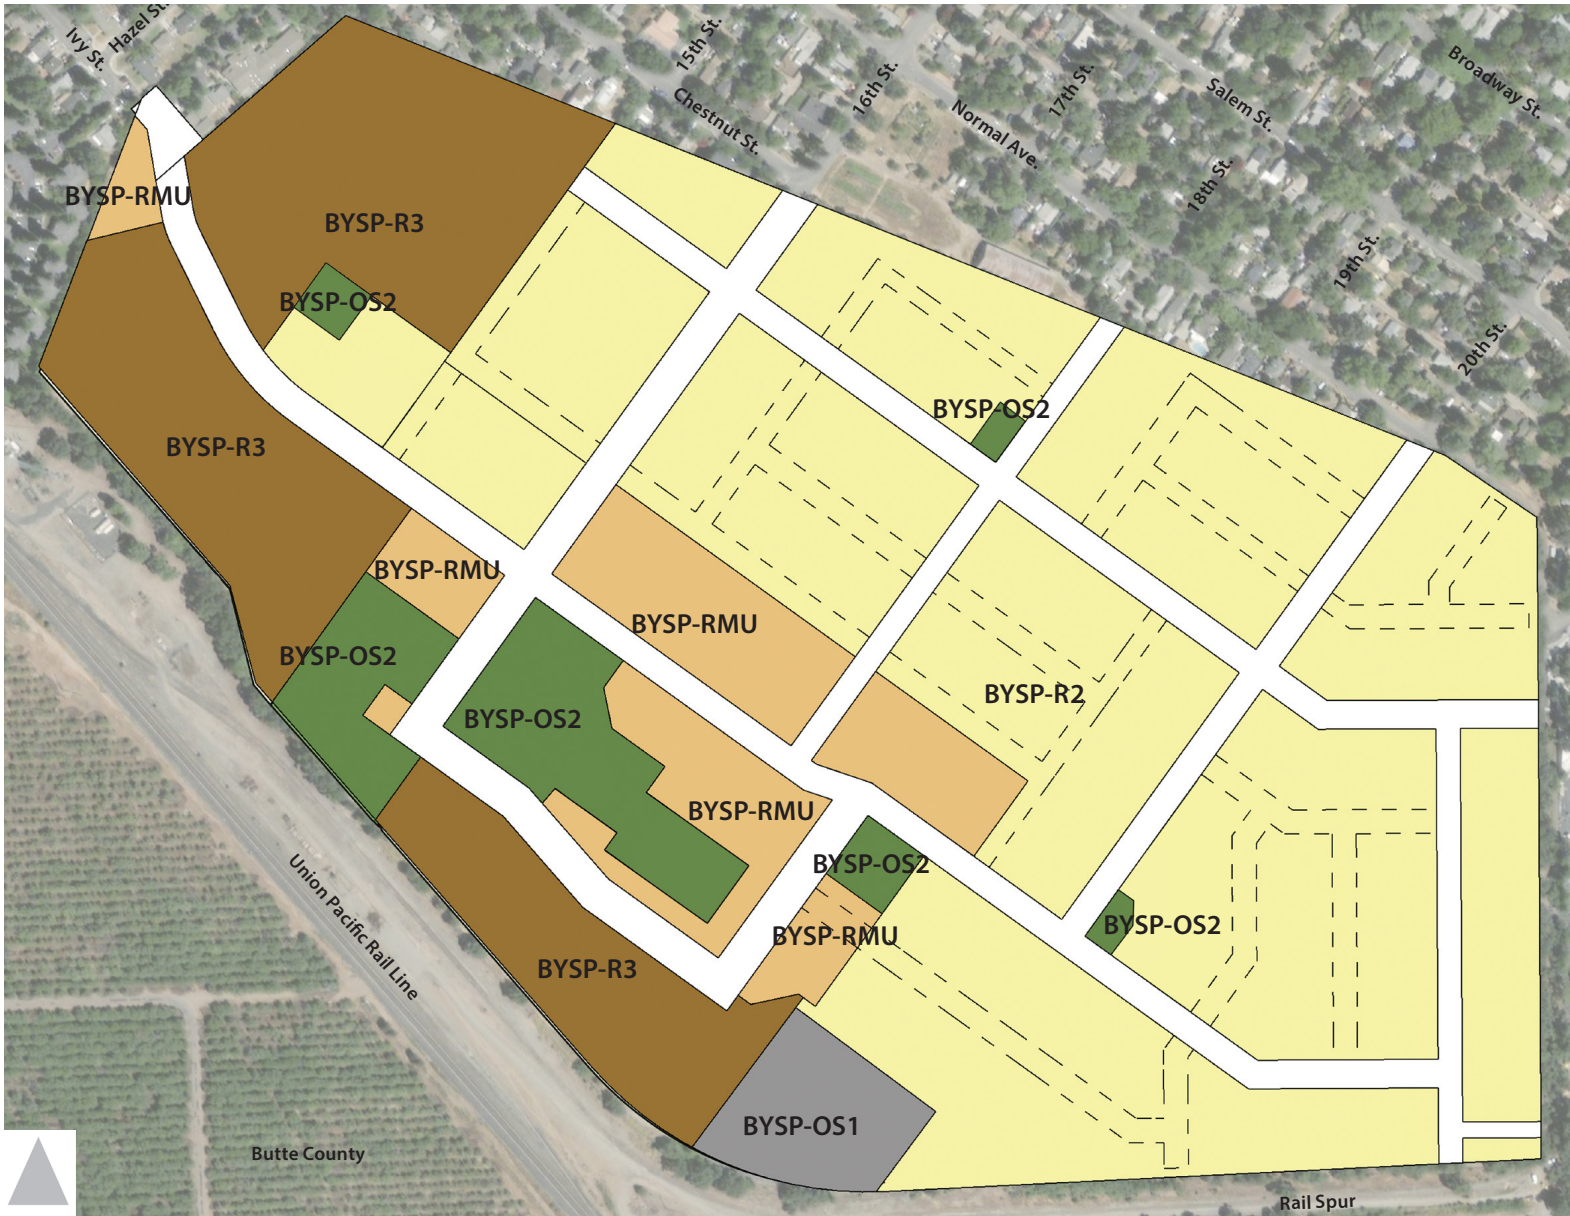 Ivy St.
Hazel St.
15th St.
Chestnut St.
16th St.
Normal Ave.
17th St.
Salem St.
Broadway St.
18th St.
19th St.
20th St.
BYSP-RMU
BYSP-R3
BYSP-OS2
BYSP-OS2
BYSP-R3
BYSP-RMU
BYSP-RMU
BYSP-OS2
BYSP-R2
BYSP-OS2
BYSP-RMU
BYSP-OS2
BYSP-OS2
BYSP-RMU
BYSP-R3
BYSP-OS1
Union Pacific Rail Line
Butte County
Rail Spur